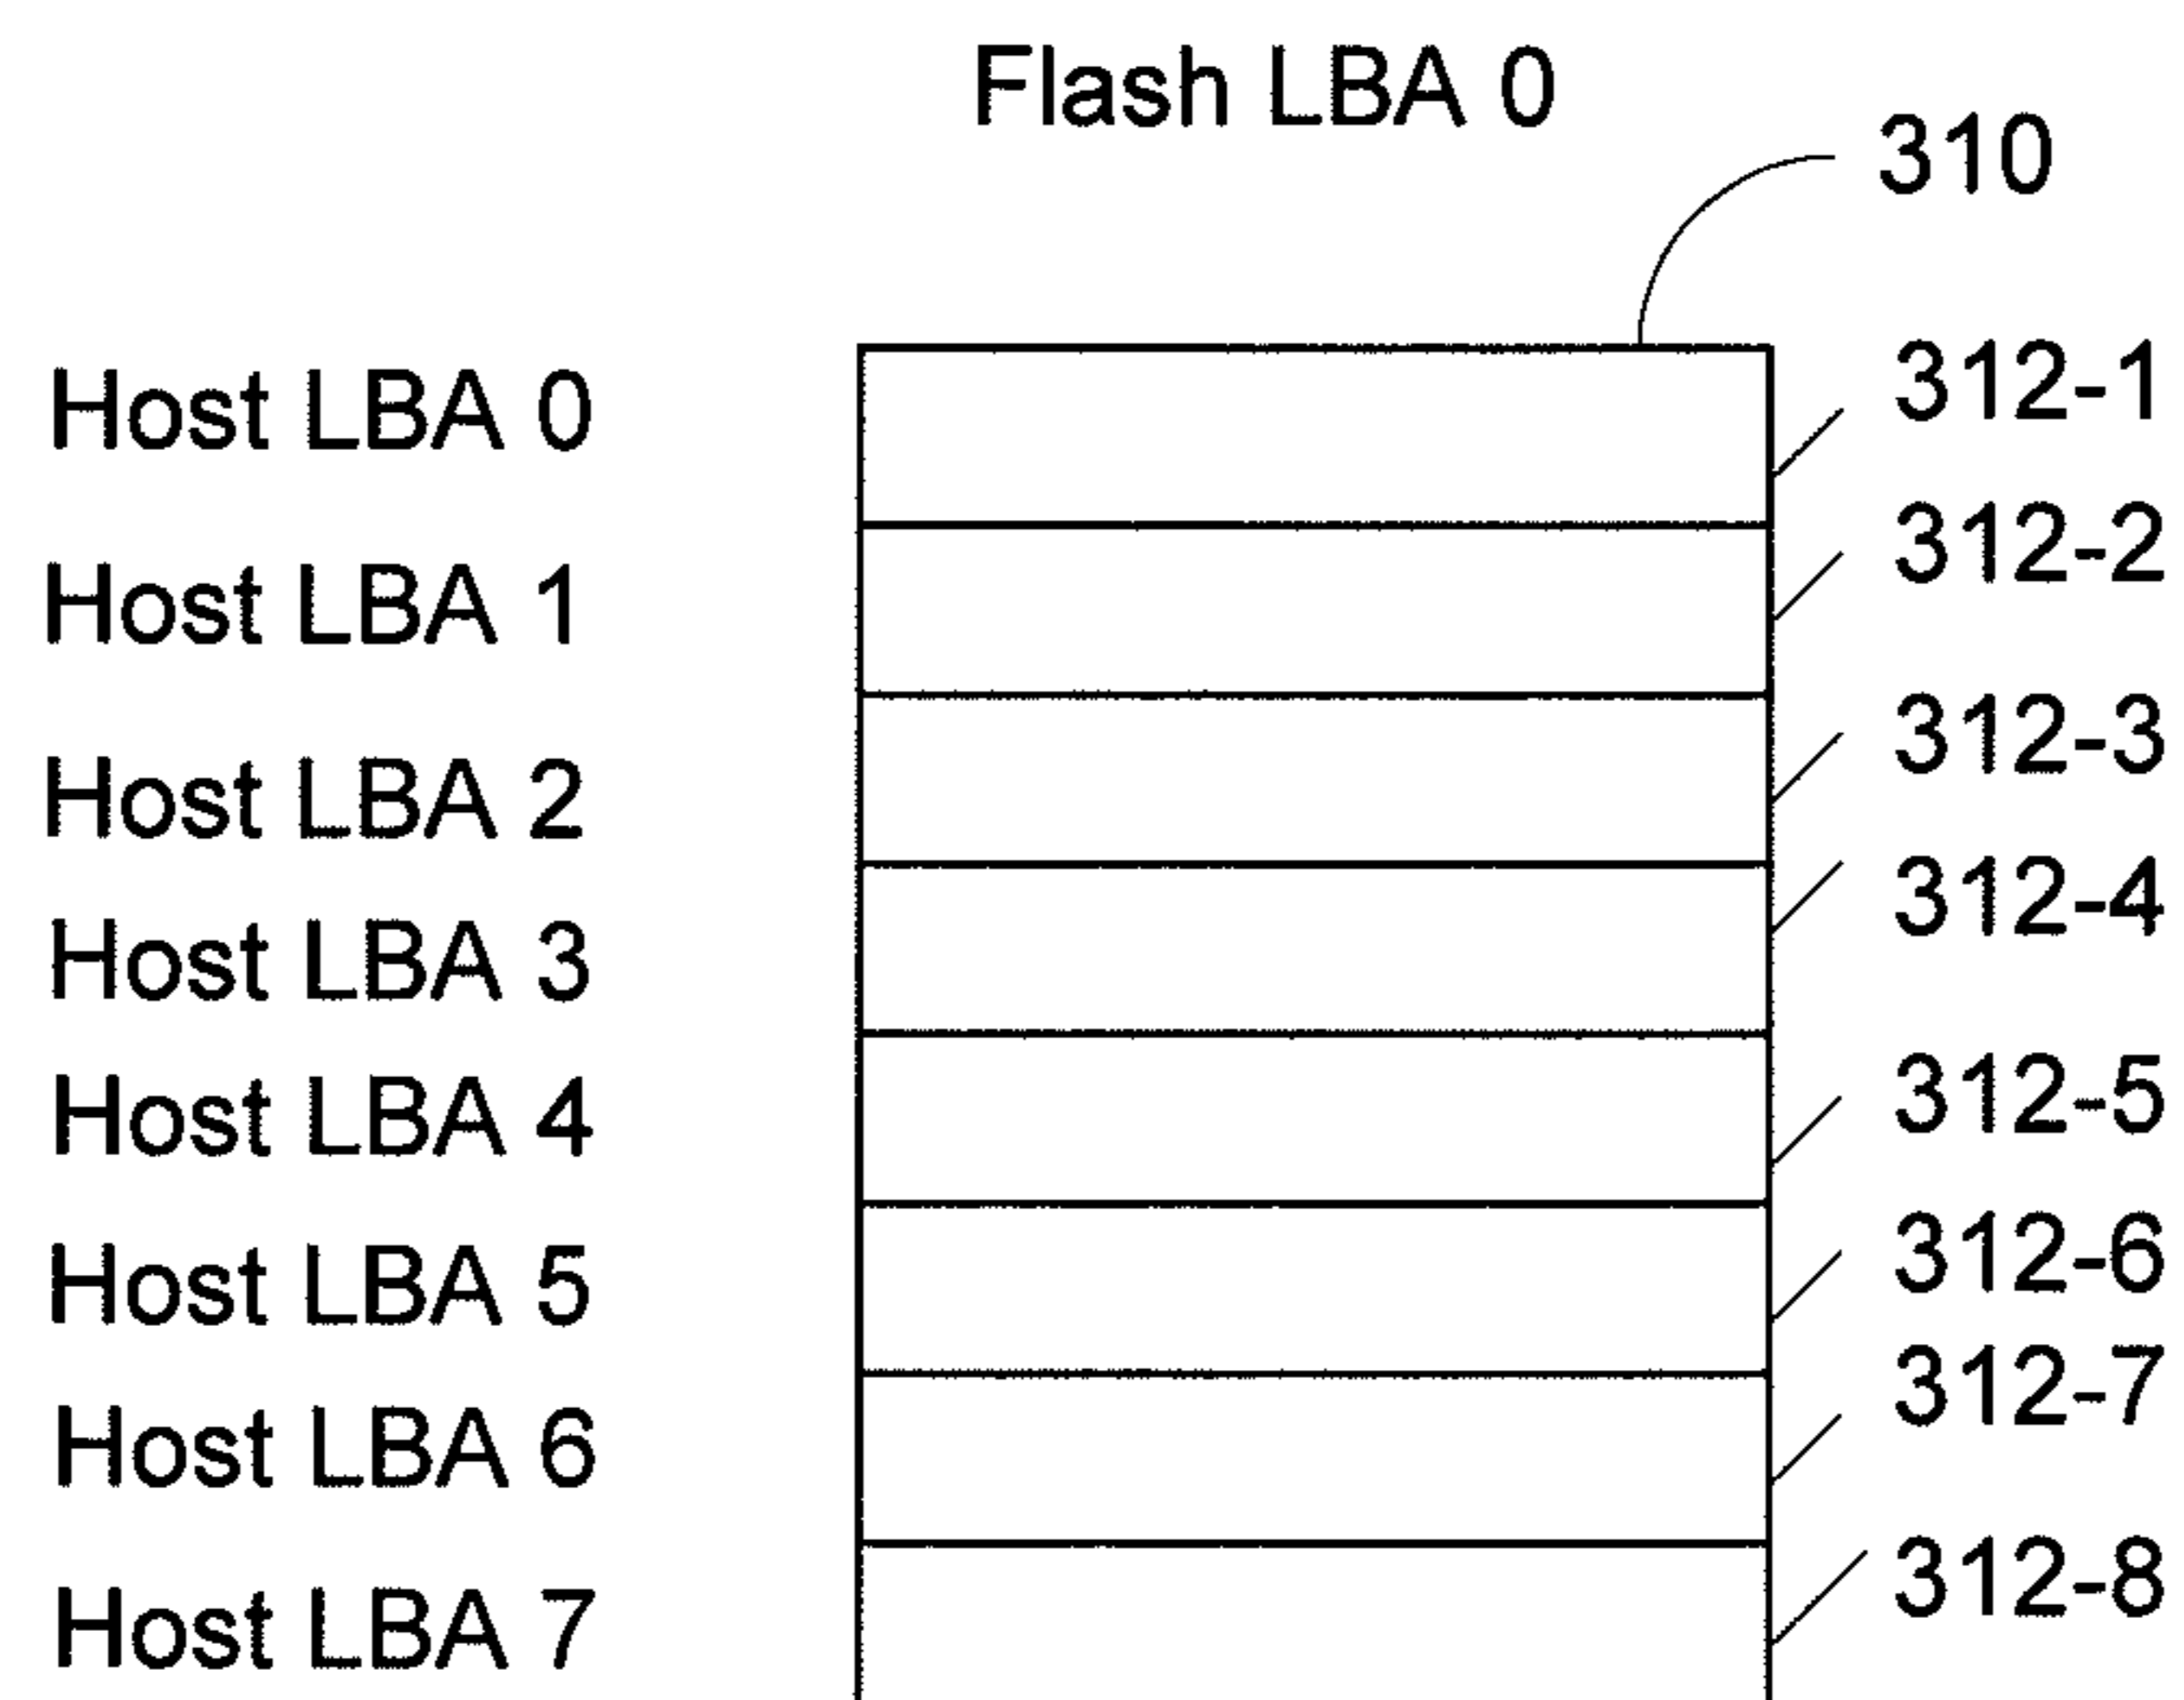 Flash LBA 0
310
Host LBA 0 312-1
Host LBA 1 312-2
Host LBA 2 312-3
Host LBA 3 312-4
Host LBA 4 312-5
Host LBA 5 312-6
Host LBA 6 312-7
Host LBA 7 312-8